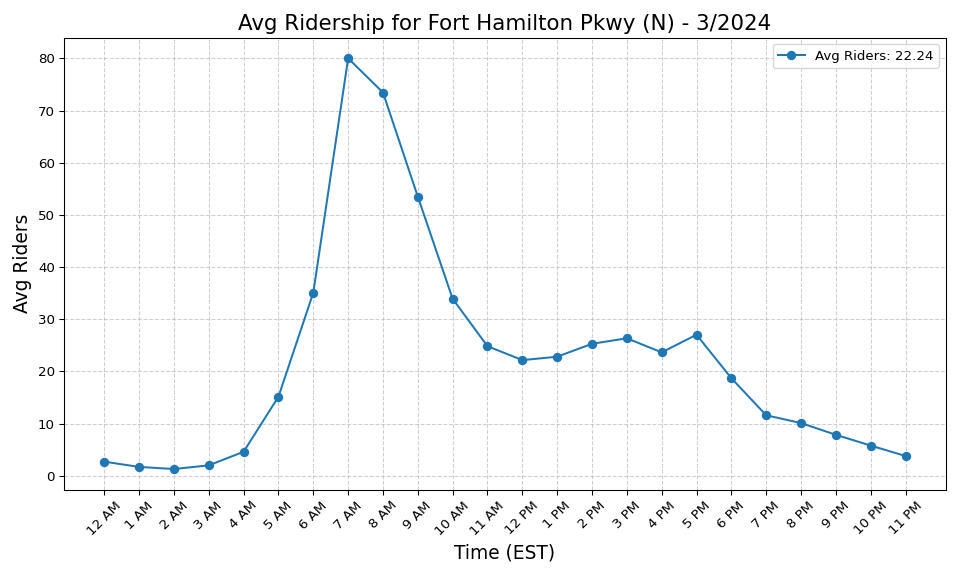 Avg Ridership for Fort Hamilton Pkwy (N) - 3/2024
Avg Riders: 22.24
80
70
60
50
40
30
20
10
0
Avg Riders
12 AM
1 AM
2 AM
3 AM
4 AM
5 AM
6 AM
7 AM
8 AM
9 AM
10 AM
11 AM
12 PM
1 PM
2 PM
3 PM
4 PM
5 PM
6 PM
7 PM
8 PM
9 PM
10 PM
11 PM
Time (EST)